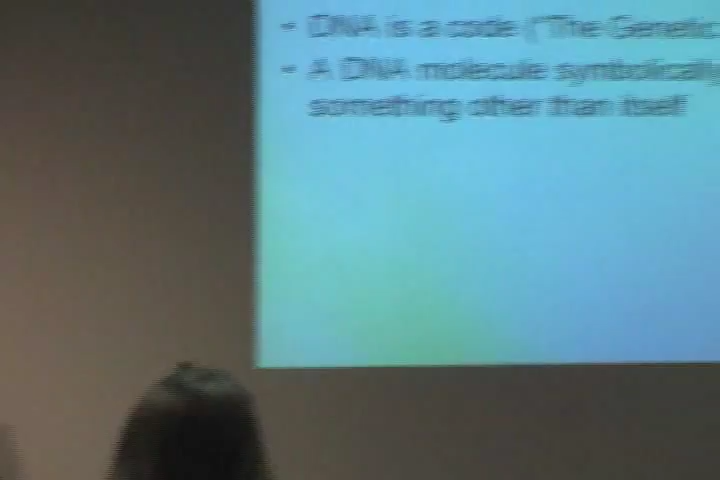 - DNA is a code ("The Genetic
- A DNA molecule symbolically
something other than itself